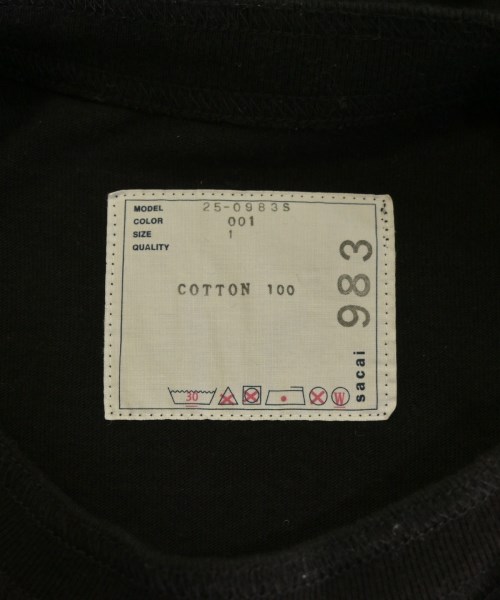 MODEL 25-0983S
COLOR 001
SIZE 1
QUALITY
COTTON 100
983
sacai
30
W